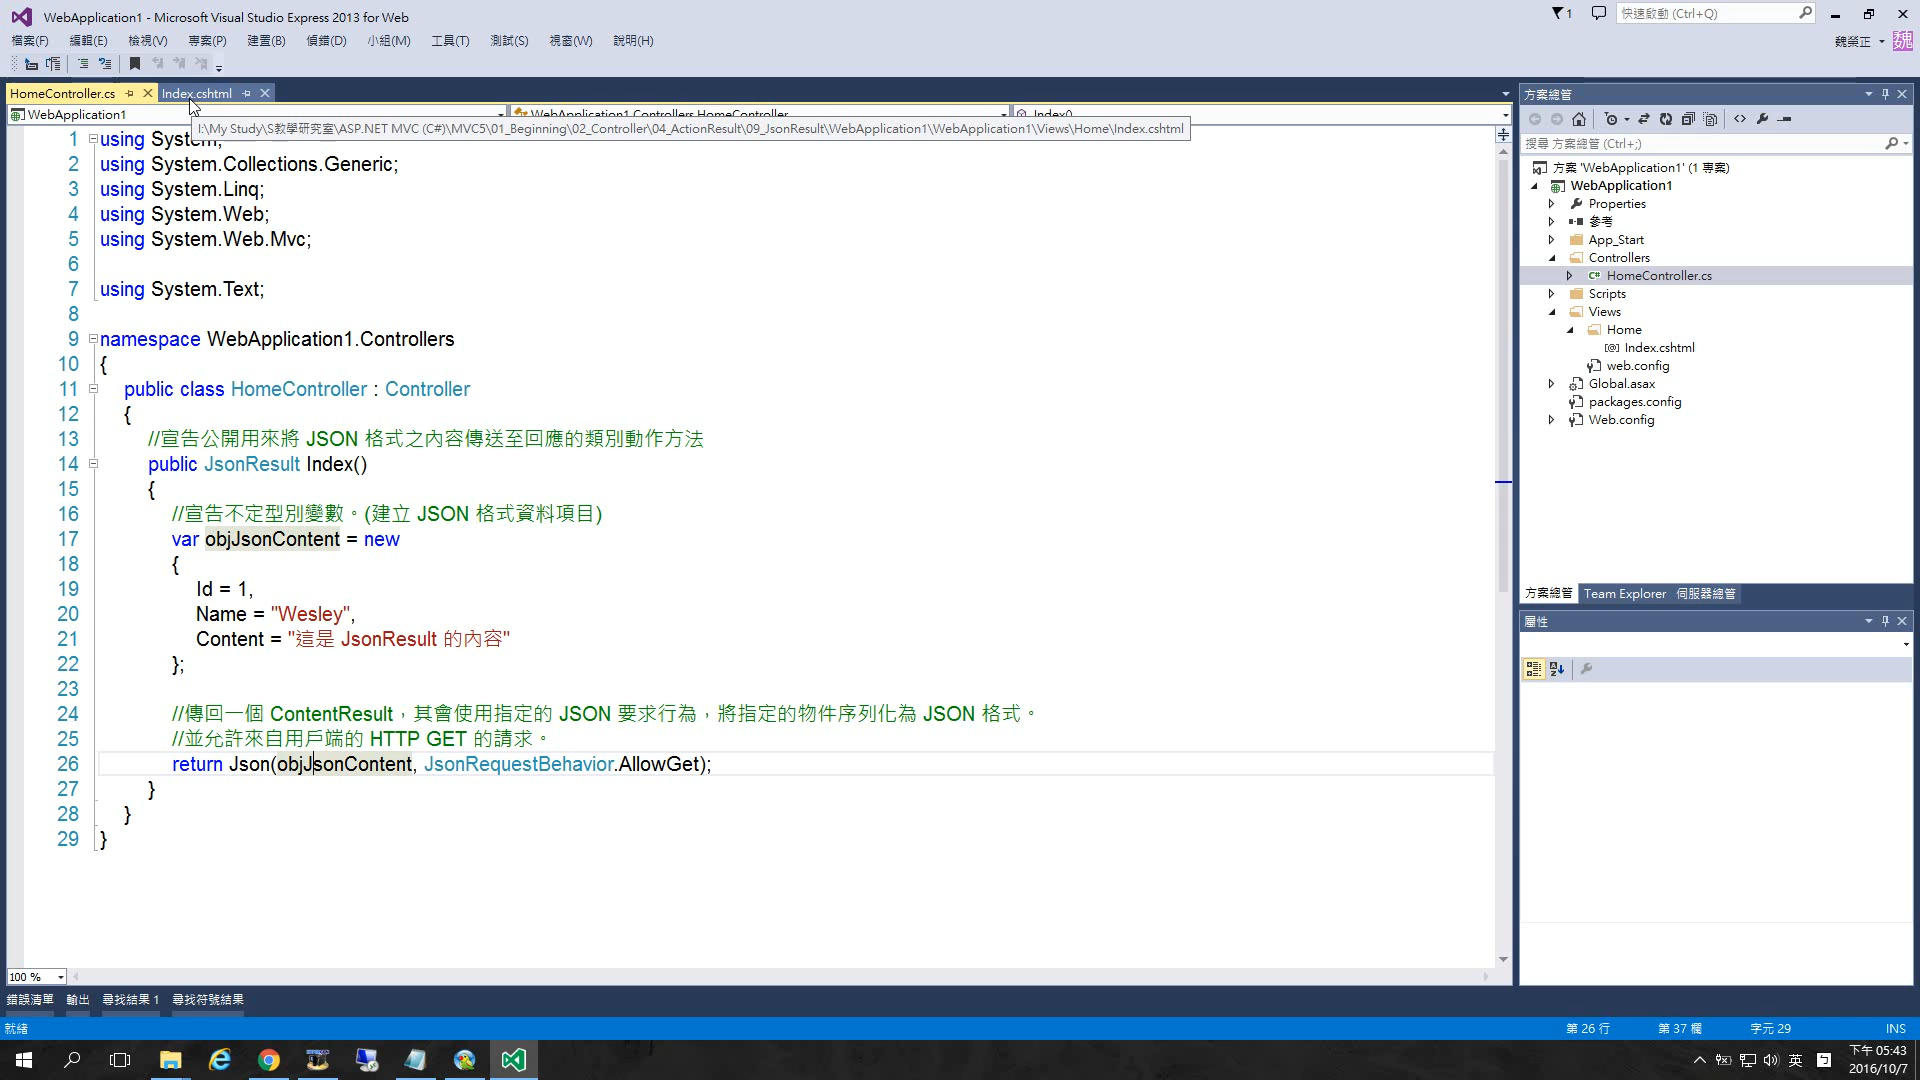 WebApplication1 - Microsoft Visual Studio Express 2013 for Web
1
快速啟動 (Ctrl+Q)
檔案(F) 編輯(E) 檢視(V) 專案(P) 建置(B) 偵錯(D) 小組(M) 工具(T) 測試(S) 視窗(W) 說明(H)
魏榮正 魏
HomeController.cs Index.cshtml
WebApplication1 WebApplication1.Controllers.HomeController Index()
I:\My Study\S教學研究室\ASP.NET MVC (C#)\MVC5\01_Beginning\02_Controller\04_ActionResult\09_JsonResult\WebApplication1\WebApplication1\Views\Home\Index.cshtml
1 using System;
2 using System.Collections.Generic;
3 using System.Linq;
4 using System.Web;
5 using System.Web.Mvc;
6
7 using System.Text;
8
9 namespace WebApplication1.Controllers
10 {
11 public class HomeController : Controller
12 {
13 //宣告公開用來將 JSON 格式之內容傳送至回應的類別動作方法
14 public JsonResult Index()
15 {
16 //宣告不定型別變數。(建立 JSON 格式資料項目)
17 var objJsonContent = new
18 {
19 Id = 1,
20 Name = "Wesley",
21 Content = "這是 JsonResult 的內容"
22 };
23
24 //傳回一個 ContentResult，其會使用指定的 JSON 要求行為，將指定的物件序列化為 JSON 格式。
25 //並允許來自用戶端的 HTTP GET 的請求。
26 return Json(objJsonContent, JsonRequestBehavior.AllowGet);
27 }
28 }
29 }
100 %
方案總管
搜尋 方案總管 (Ctrl+;)
方案 'WebApplication1' (1 專案)
WebApplication1
Properties
參考
App_Start
Controllers
C# HomeController.cs
Scripts
Views
Home
Index.cshtml
web.config
Global.asax
packages.config
Web.config
方案總管 Team Explorer 伺服器總管
屬性
錯誤清單 輸出 尋找結果 1 尋找符號結果
就緒 第 26 行 第 37 欄 字元 29 INS
英
下午 05:43
2016/10/7